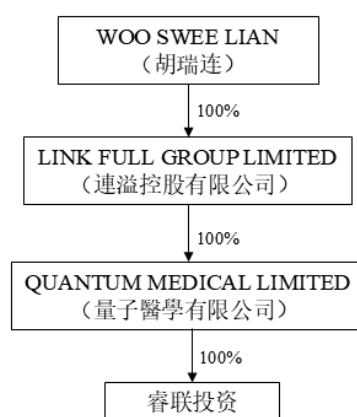 WOO SWEE LIAN
（胡瑞连）
100%
LINK FULL GROUP LIMITED
（連溢控股有限公司）
100%
QUANTUM MEDICAL LIMITED
（量子醫學有限公司）
100%
睿联投资